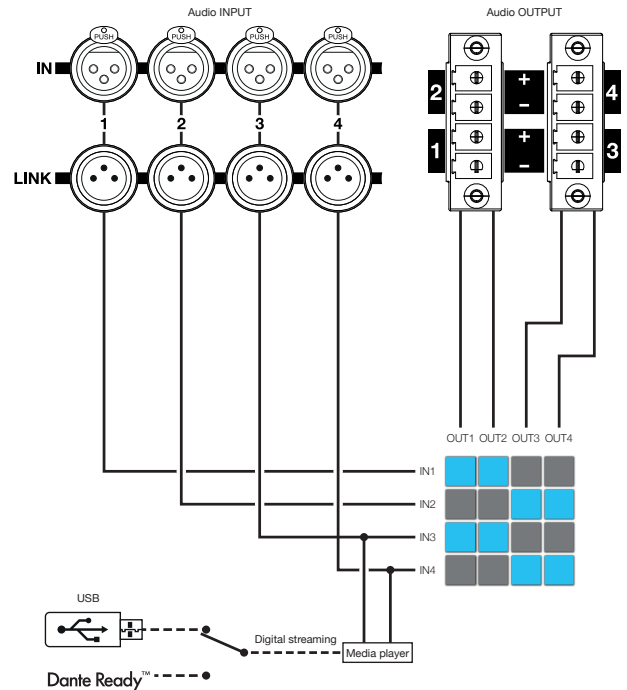 Audio INPUT
Audio OUTPUT
PUSH PUSH PUSH PUSH
IN
2 + 4
-
1 2 3 4
1 + 3
-
LINK
OUT1 OUT2 OUT3 OUT4
IN1
IN2
IN3
IN4
USB
Digital streaming
Media player
Dante Ready™